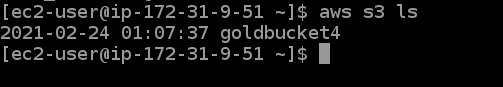 [ec2-user@ip-172-31-9-51 ~]$ aws s3 ls
2021-02-24 01:07:37 goldbucket4
[ec2-user@ip-172-31-9-51 ~]$